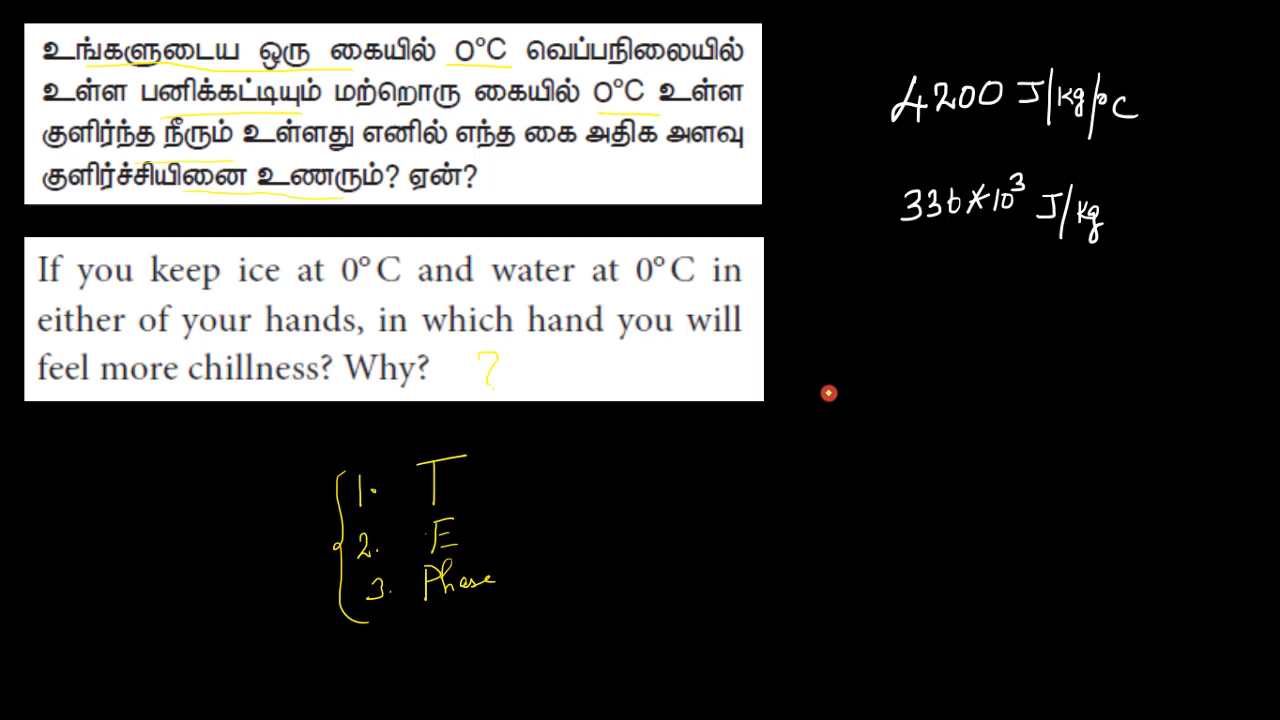 உங்களுடைய ஒரு கையில் 0°C வெப்பநிலையில்
உள்ள பனிக்கட்டியும் மற்றொரு கையில் 0°C உள்ள
குளிர்ந்த நீரும் உள்ளது எனில் எந்த கை அதிக அளவு
குளிர்ச்சியினை உணரும்? ஏன்?
If you keep ice at 0°C and water at 0°C in
either of your hands, in which hand you will
feel more chillness? Why? ?
1. T
2. E
3. Phase
4200 J/kg/°C
336*10³ J/kg